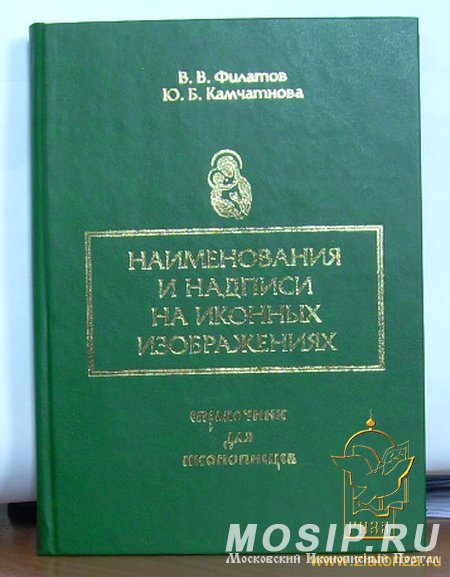 В. В. Филатов
Ю. Б. Камчатнова
НАИМЕНОВАНИЯ
И НАДПИСИ
НА ИКОННЫХ
ИЗОБРАЖЕНИЯХ
справочник
для
иконописцев
MOSIP.RU
Московский Иконописный Портал